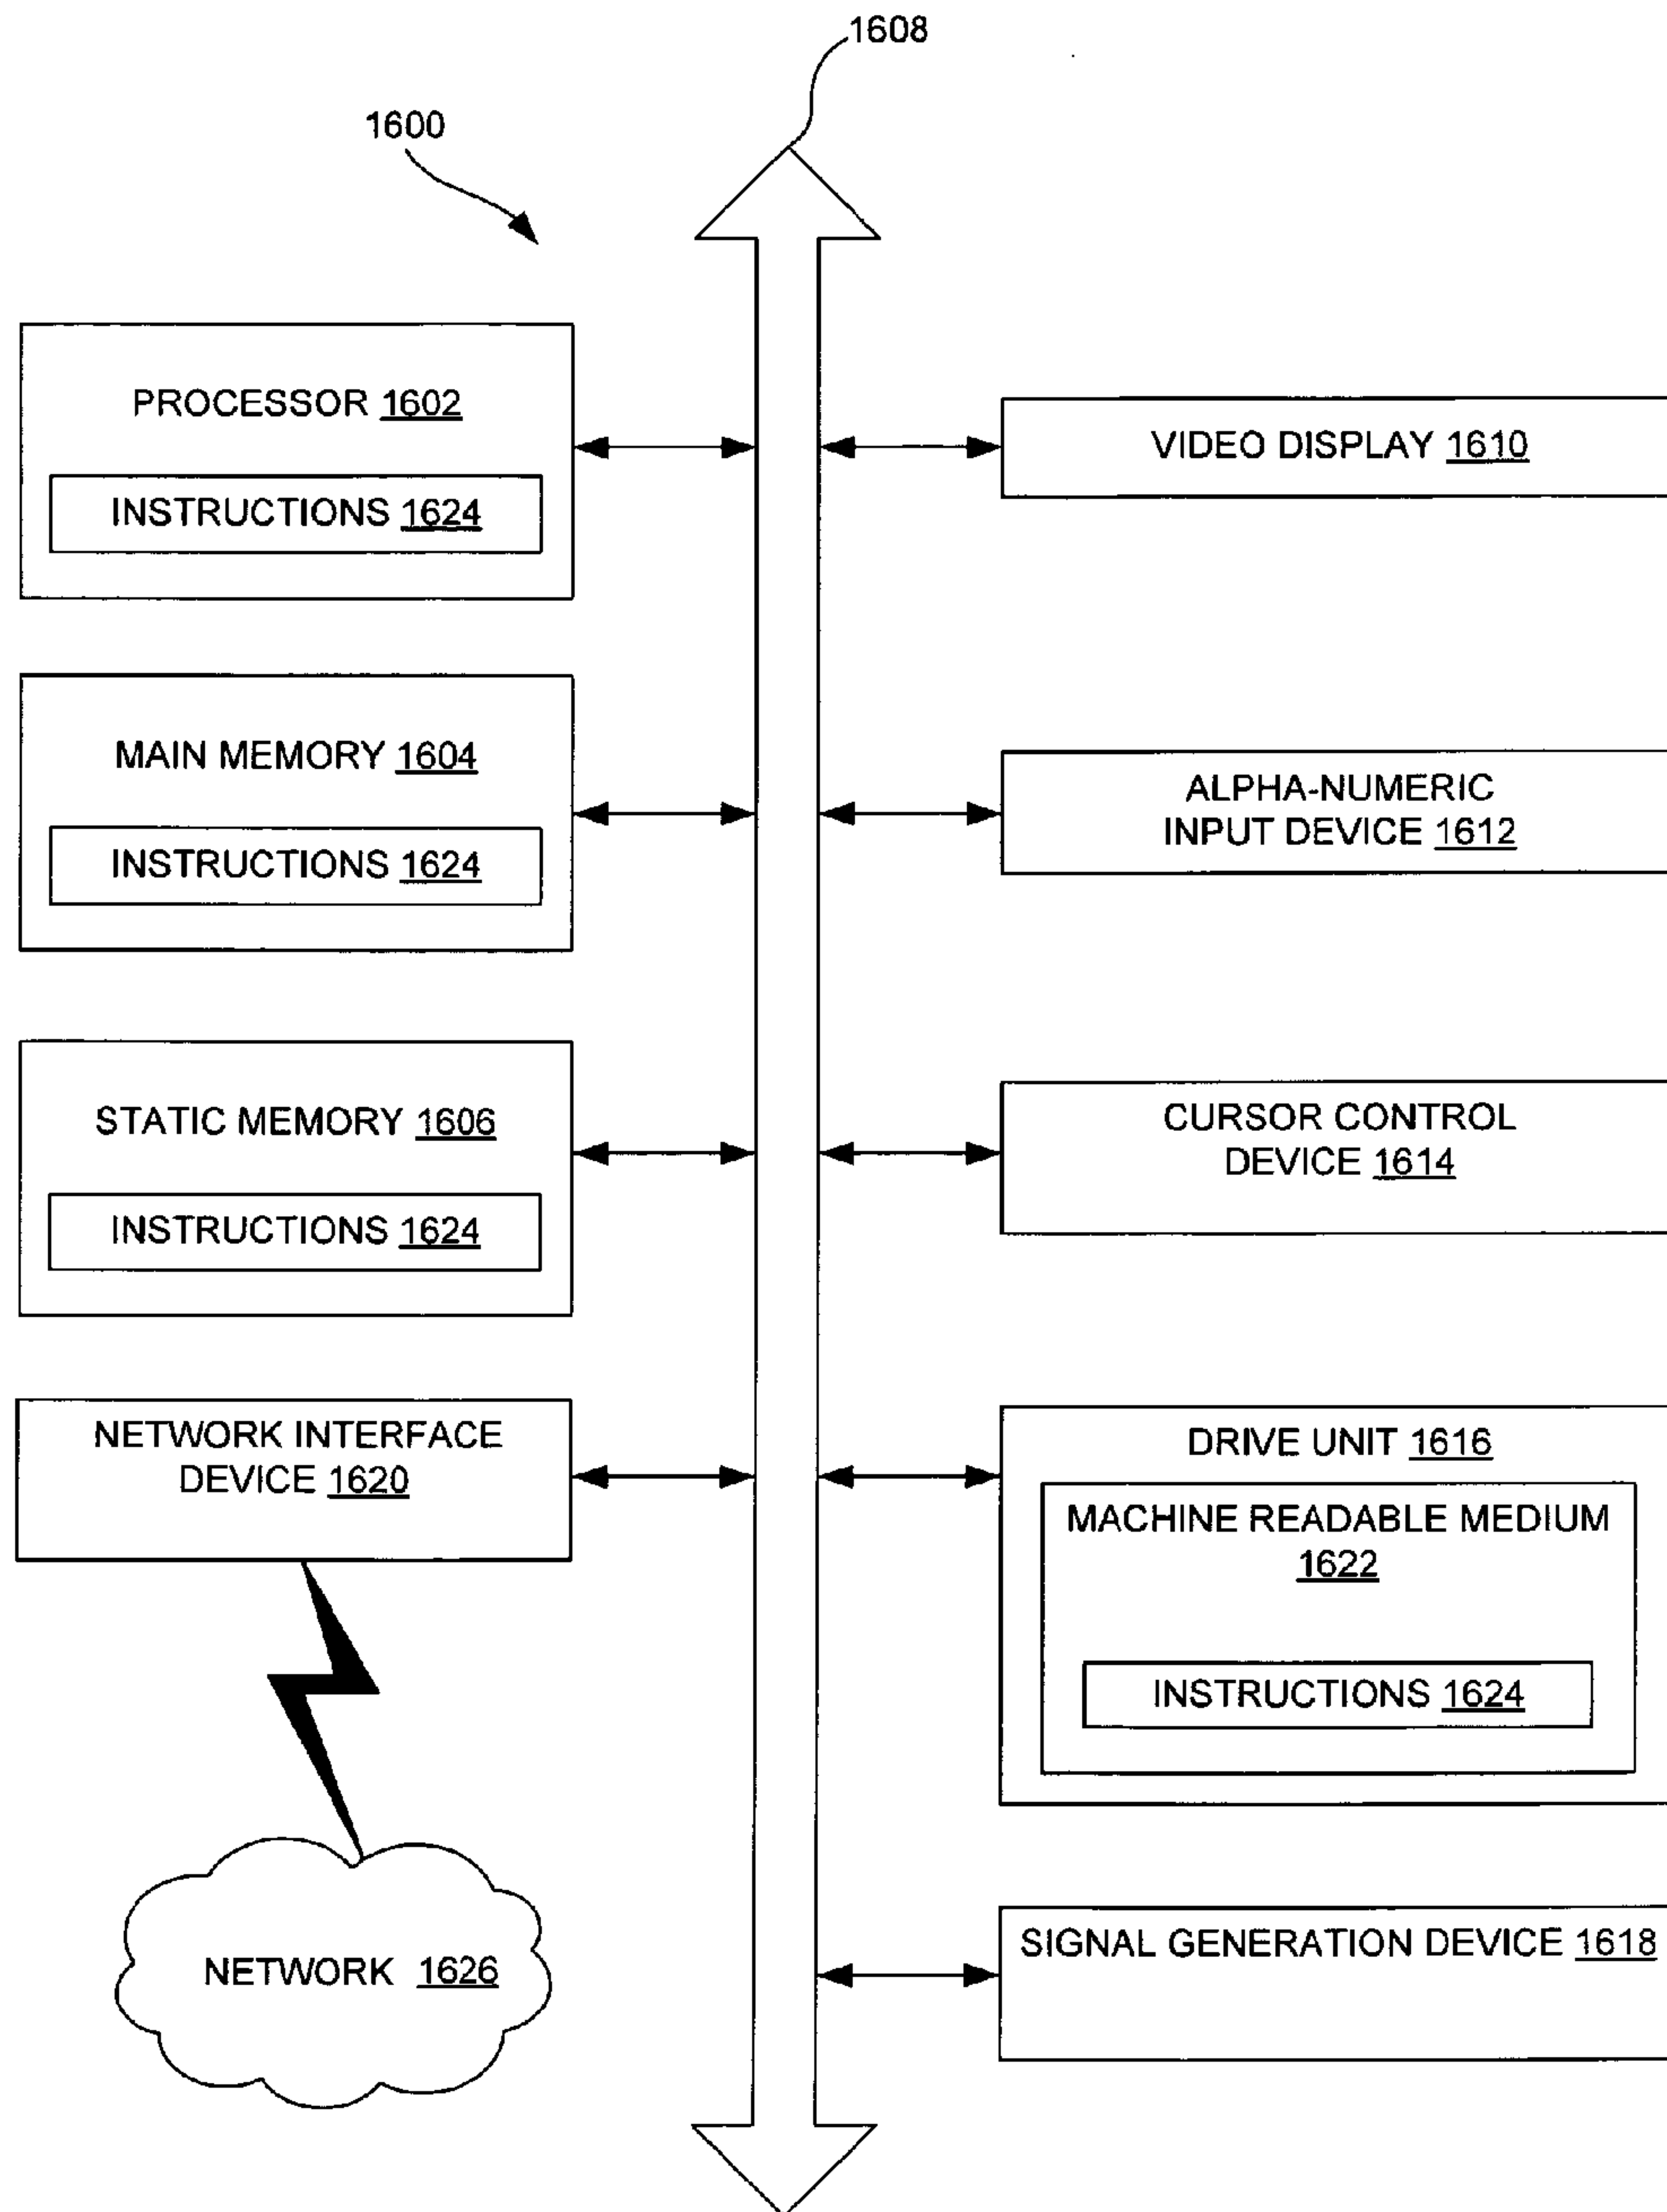 1608
1600
PROCESSOR 1602
INSTRUCTIONS 1624
VIDEO DISPLAY 1610
MAIN MEMORY 1604
INSTRUCTIONS 1624
ALPHA-NUMERIC
INPUT DEVICE 1612
STATIC MEMORY 1606
INSTRUCTIONS 1624
CURSOR CONTROL
DEVICE 1614
NETWORK INTERFACE
DEVICE 1620
DRIVE UNIT 1616
MACHINE READABLE MEDIUM
1622
INSTRUCTIONS 1624
NETWORK 1626
SIGNAL GENERATION DEVICE 1618